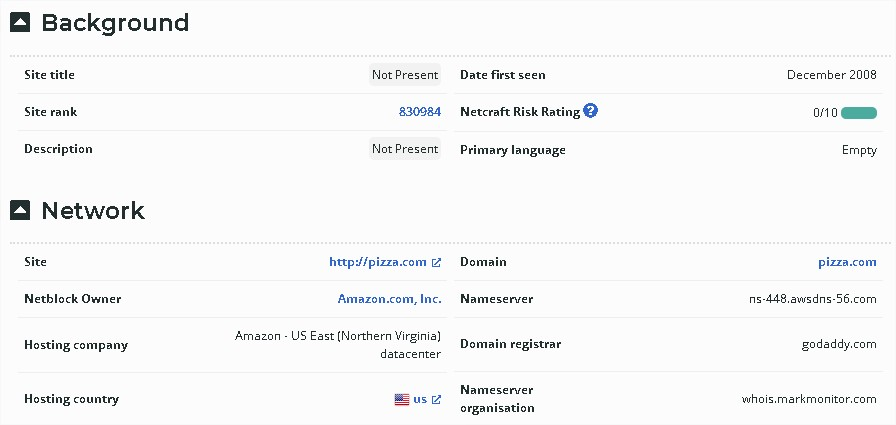 Background
Site title Not Present Date first seen December 2008
Site rank 830984 Netcraft Risk Rating ? 0/10
Description Not Present Primary language Empty
Network
Site http://pizza.com Domain pizza.com
Netblock Owner Amazon.com, Inc. Nameserver ns-448.awsdns-56.com
Hosting company Amazon - US East (Northern Virginia)
datacenter Domain registrar godaddy.com
Hosting country us Nameserver
organisation whois.markmonitor.com